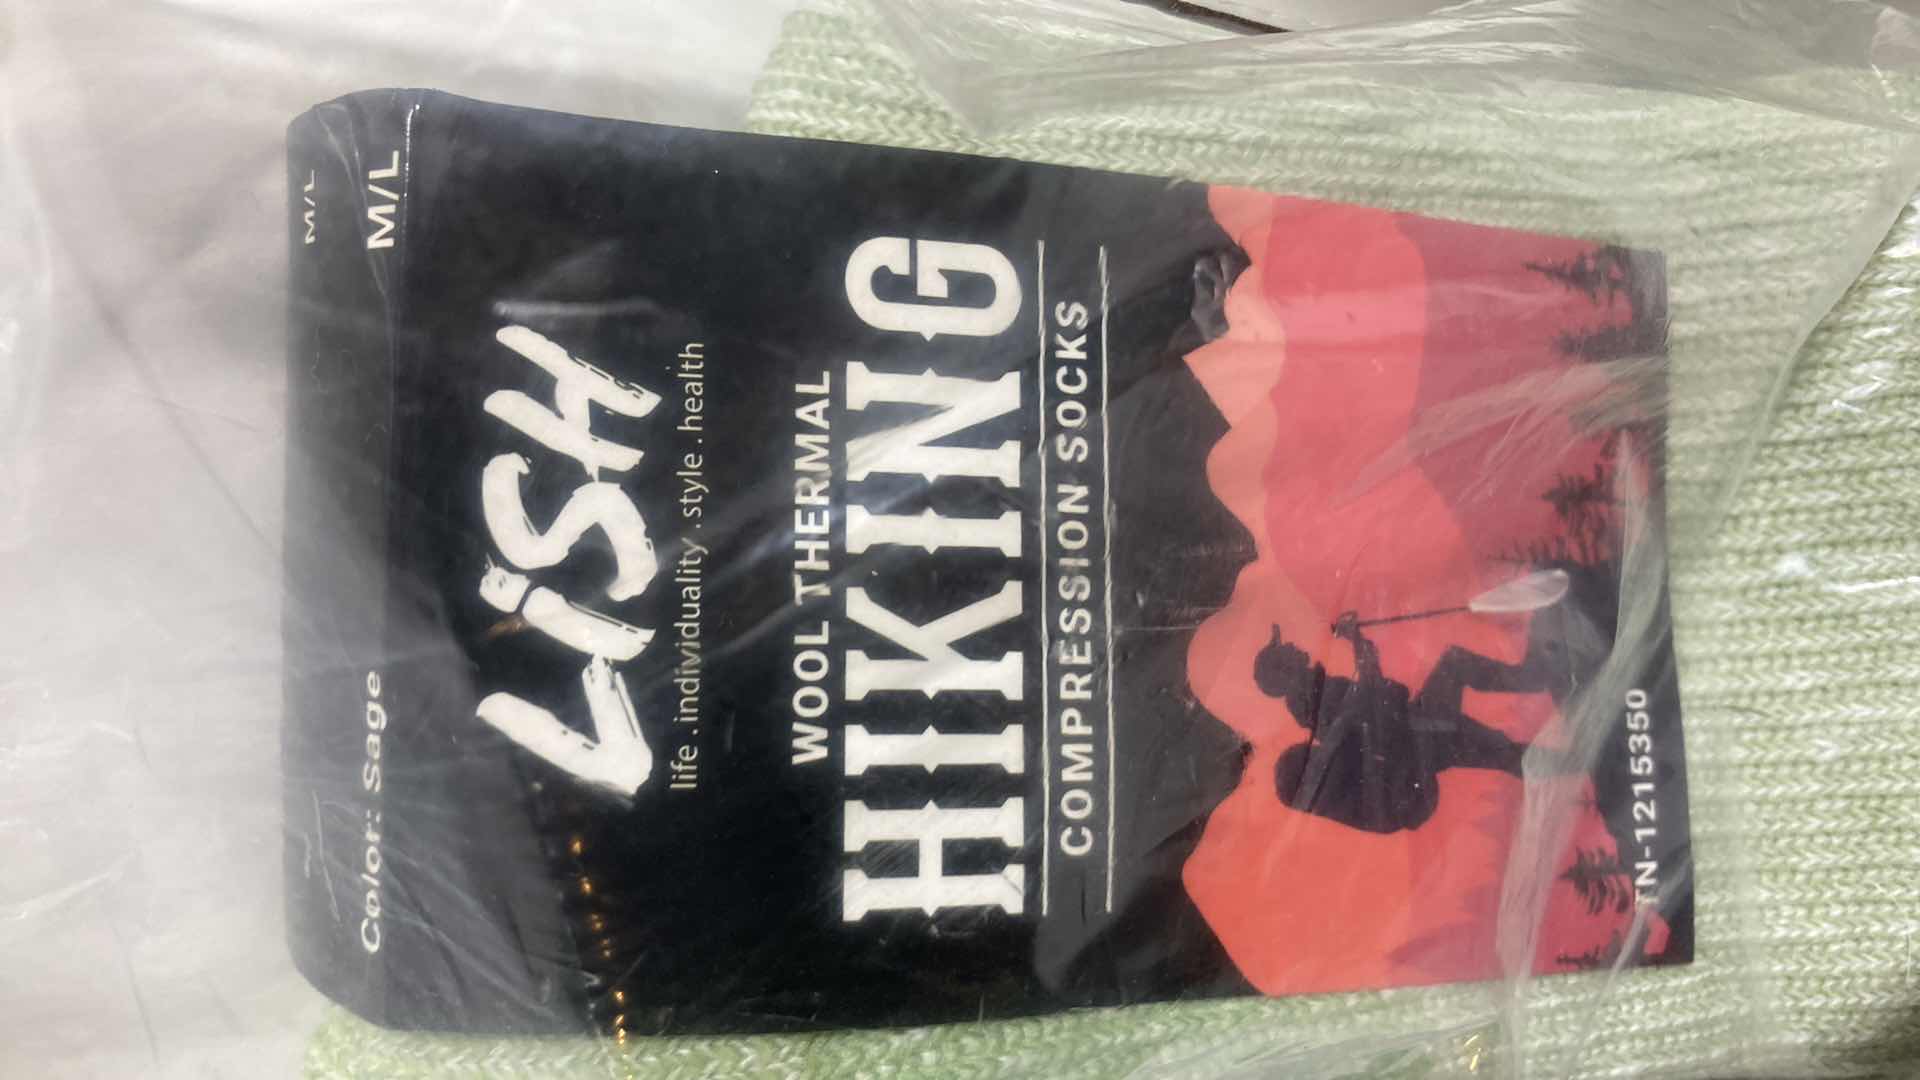 M/L
Color: Sage M/L
LiSH
life.individuality.style.health
WOOL THERMAL
HIKING
COMPRESSION SOCKS
TN-1215350